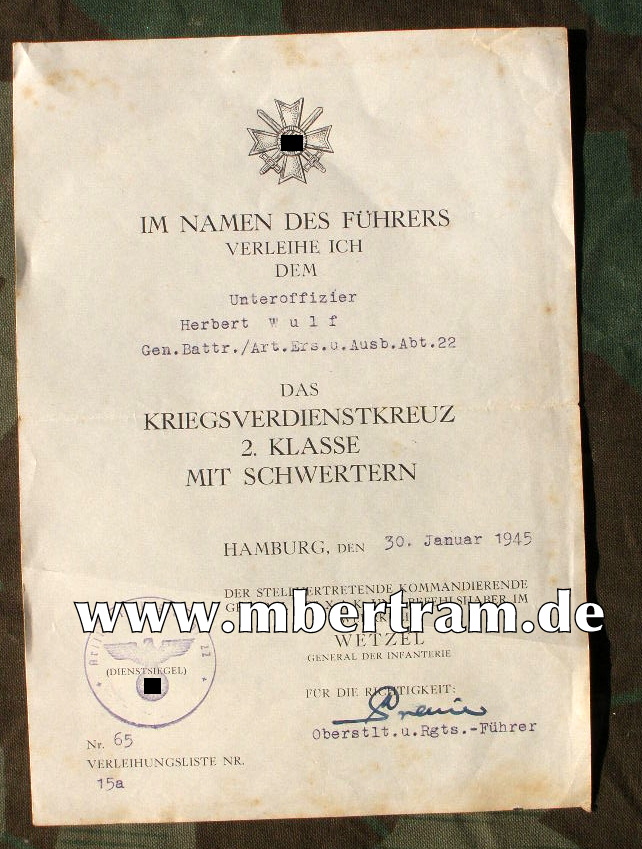 IM NAMEN DES FÜHRERS
VERLEIHE ICH
DEM
Unteroffizier
Herbert W u l f
Gen.Battr./Art.Ers.u.Ausb.Abt.22
DAS
KRIEGSVERDIENSTKREUZ
2. KLASSE
MIT SCHWERTERN
HAMBURG, DEN 30. Januar 1945
DER STELLVERTRETENDE KOMMANDIERENDE
BEFEHLSHABER IM
www.mbertram.de
WETZEL
GENERAL DER INFANTERIE
(DIENSTSIEGEL)
FÜR DIE RICHTIGKEIT:
Oberstlt.u.Rgts.-Führer
Nr. 65
VERLEIHUNGSLISTE NR.
15a